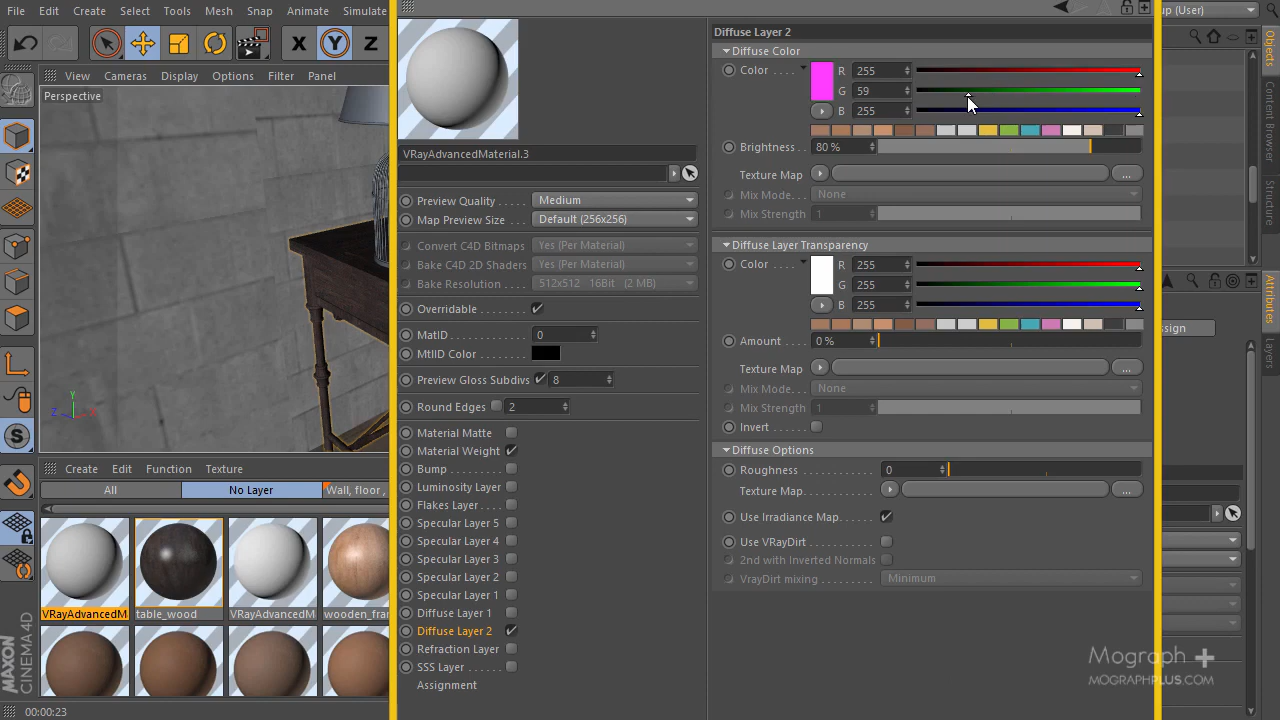 File Edit Create Select Tools Mesh Snap Animate Simulate
up (User)
X Y Z
View Cameras Display Options Filter Panel
Perspective
Y
Z X
Create Edit Function Texture
All No Layer Wall, floor ,
VRayAdvancedM table_wood VRayAdvancedM wooden_fran
MAXON
CINEMA 4D
00:00:23
VRayAdvancedMaterial.3
Preview Quality Medium
Map Preview Size Default (256x256)
Convert C4D Bitmaps Yes (Per Material)
Bake C4D 2D Shaders Yes (Per Material)
Bake Resolution . . . . 512x512 16Bit (2 MB)
Overridable . . . . . . .
MatID . . . . . . . . . 0
MtlID Color . . . . . .
Preview Gloss Subdivs 8
Round Edges 2
Material Matte
Material Weight
Bump . . . . . .
Luminosity Layer
Flakes Layer . . .
Specular Layer 5
Specular Layer 4
Specular Layer 3
Specular Layer 2
Specular Layer 1
Diffuse Layer 1
Diffuse Layer 2
Refraction Layer
SSS Layer . . . . .
Assignment
Diffuse Layer 2
Diffuse Color
Color . . . . R 255
G 59
B 255
Brightness . . 80 %
Texture Map ...
Mix Mode . . None
Mix Strength 1
Diffuse Layer Transparency
Color . . . . R 255
G 255
B 255
Amount . . . . 0 %
Texture Map ...
Mix Mode . . None
Mix Strength 1
Invert . . . . . .
Diffuse Options
Roughness . . . . . . . . . 0
Texture Map . . . . . . . . ...
Use Irradiance Map. . . . .
Use VRayDirt . . . . . . .
2nd with Inverted Normals
VrayDirt mixing . . . . . . Minimum
Objects
Content Browser
Structure
Attributes
Layers
sign
Mograph +
MOGRAPHPLUS.COM